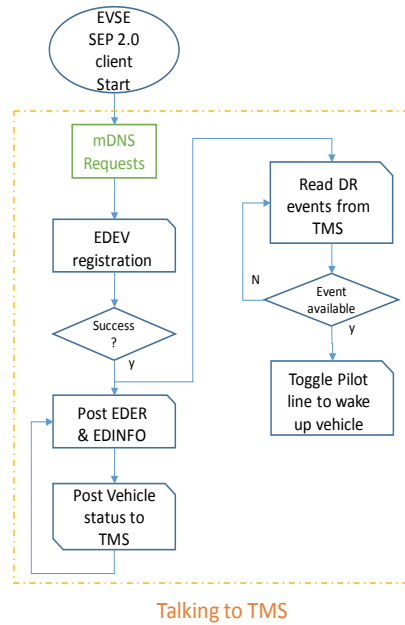 EVSE
SEP 2.0
client
Start
mDNS
Requests
EDEV
registration
Success
?
y
Post EDER
& EDINFO
Post Vehicle
status to
TMS
Read DR
events from
TMS
N
Event
available
y
Toggle Pilot
line to wake
up vehicle
Talking to TMS